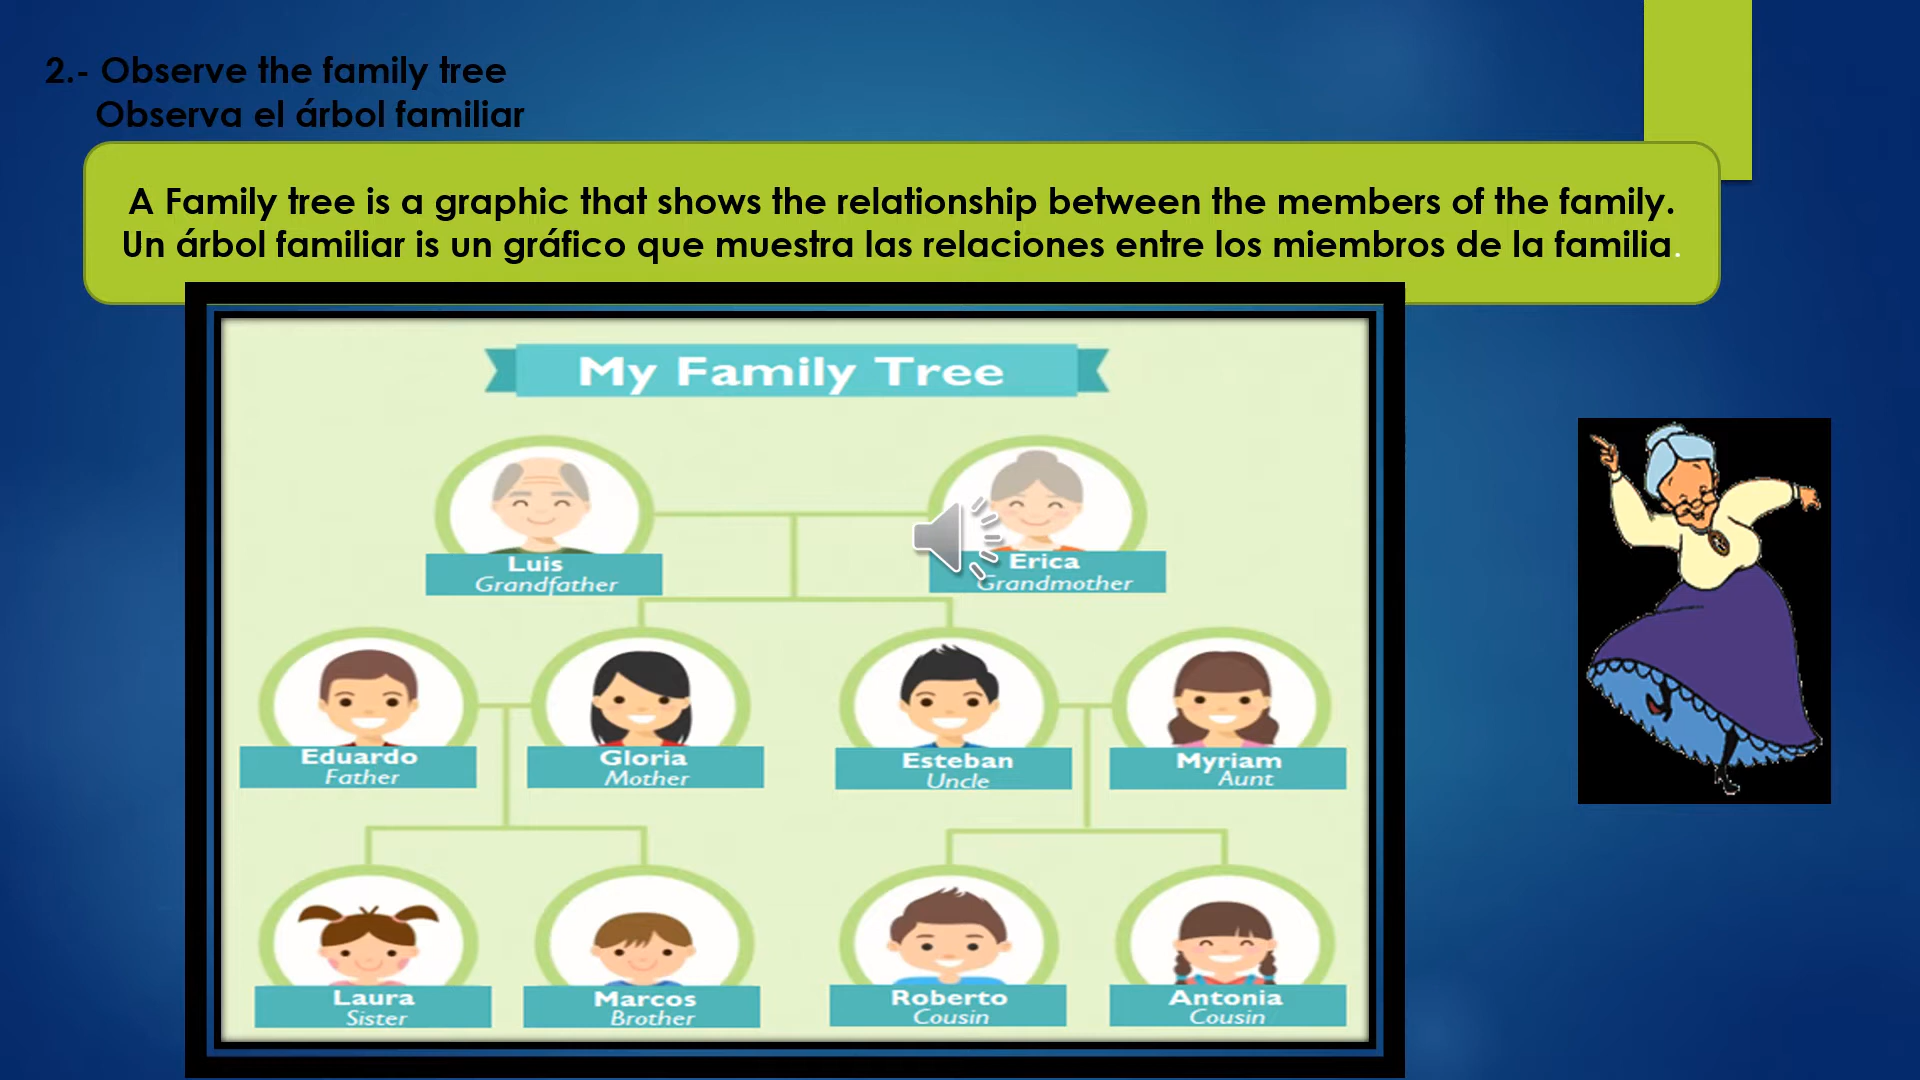 2.- Observe the family tree
Observa el árbol familiar
A Family tree is a graphic that shows the relationship between the members of the family.
Un árbol familiar is un gráfico que muestra las relaciones entre los miembros de la familia.
My Family Tree
Luis
Grandfather
Erica
Grandmother
Eduardo
Father
Gloria
Mother
Esteban
Uncle
Myriam
Aunt
Laura
Sister
Marcos
Brother
Roberto
Cousin
Antonia
Cousin